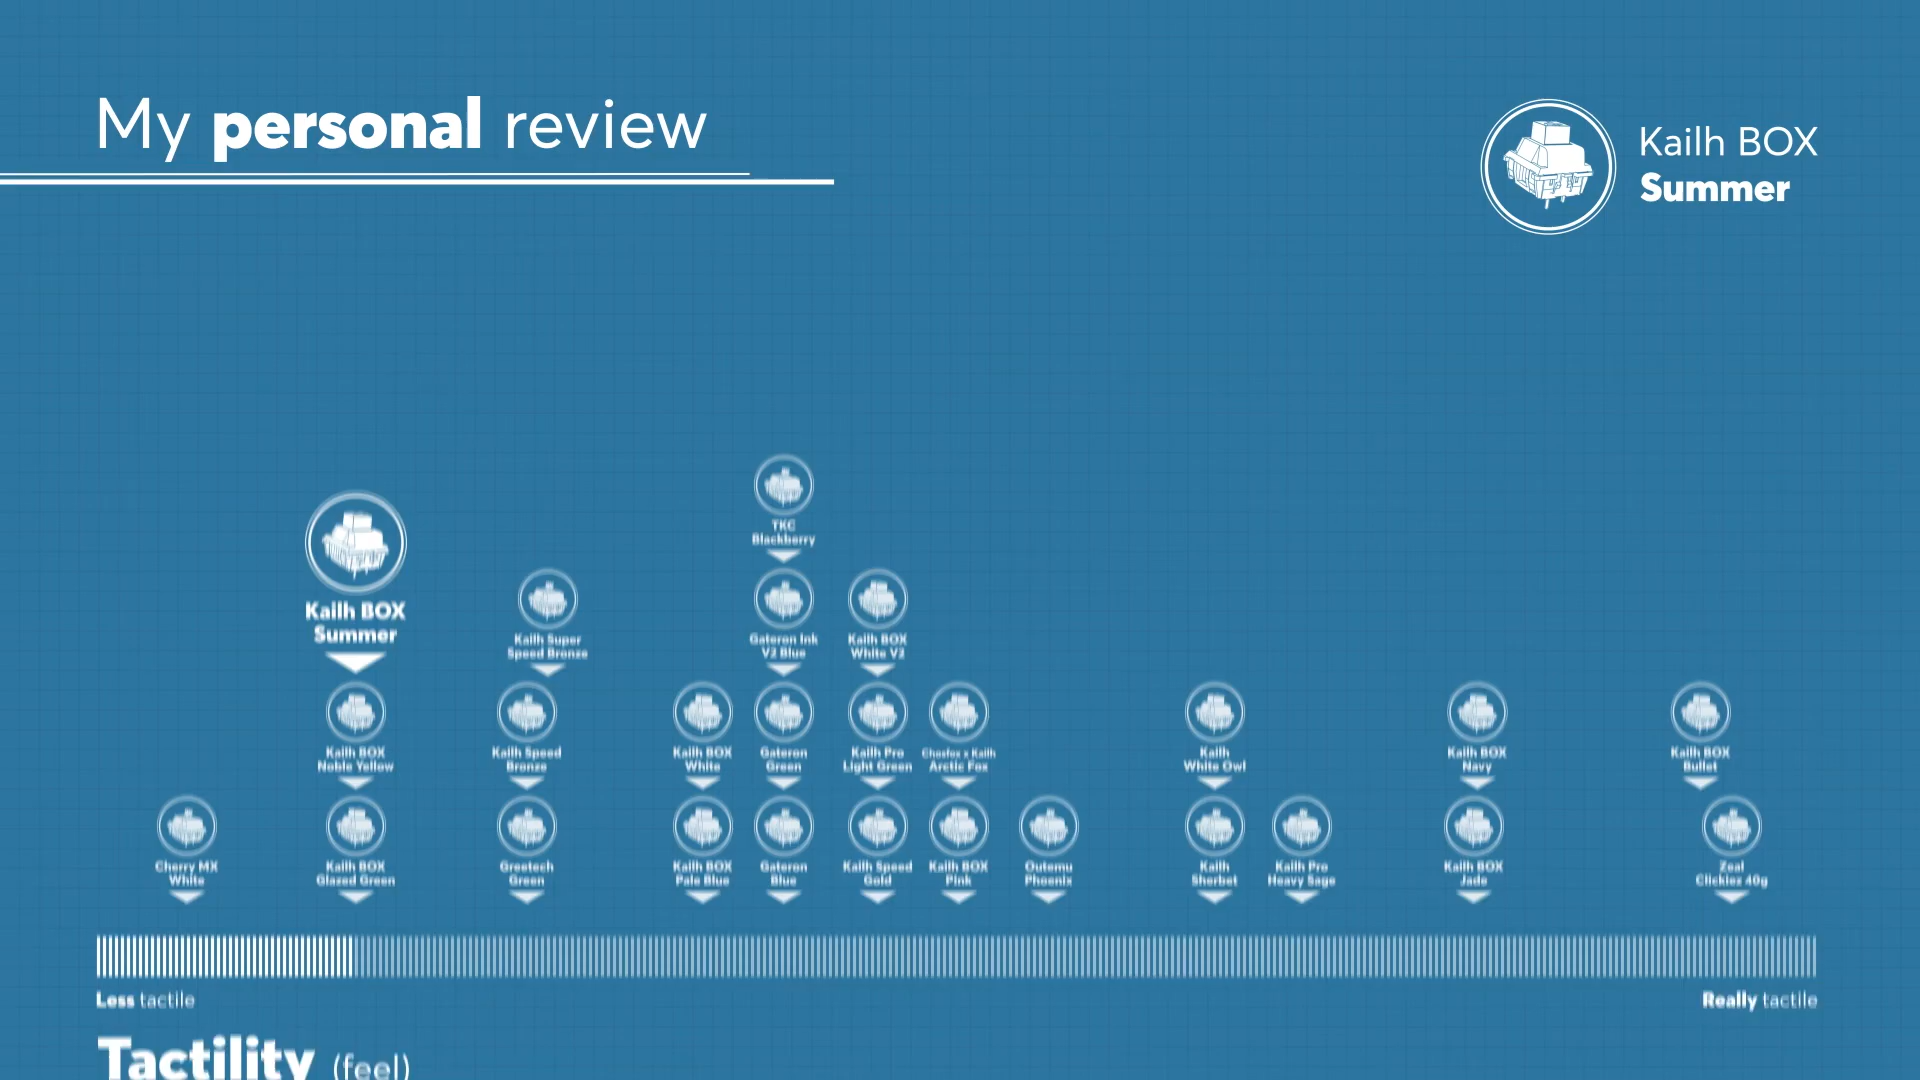 My personal review
Kailh BOX
Summer
TKC
Blackberry
Kailh BOX
Summer
Kailh Super
Speed Bronze
Gateron Ink
V2 Blue
Kailh BOX
White V2
Kailh BOX
Noble Yellow
Kailh Speed
Bronze
Kailh BOX
White
Gateron
Green
Kailh Pro
Light Green
Chosfox x Kailh
Arctic Fox
Kailh
White Owl
Kailh BOX
Navy
Kailh BOX
Bullet
Cherry MX
White
Kailh BOX
Glazed Green
Greetech
Green
Kailh BOX
Pale Blue
Gateron
Blue
Kailh Speed
Gold
Kailh BOX
Pink
Outemu
Phoenix
Kailh
Sherbet
Kailh Pro
Heavy Sage
Kailh BOX
Jade
Zeal
Clickiez 40g
Less tactile
Really tactile
Tactility (feel)